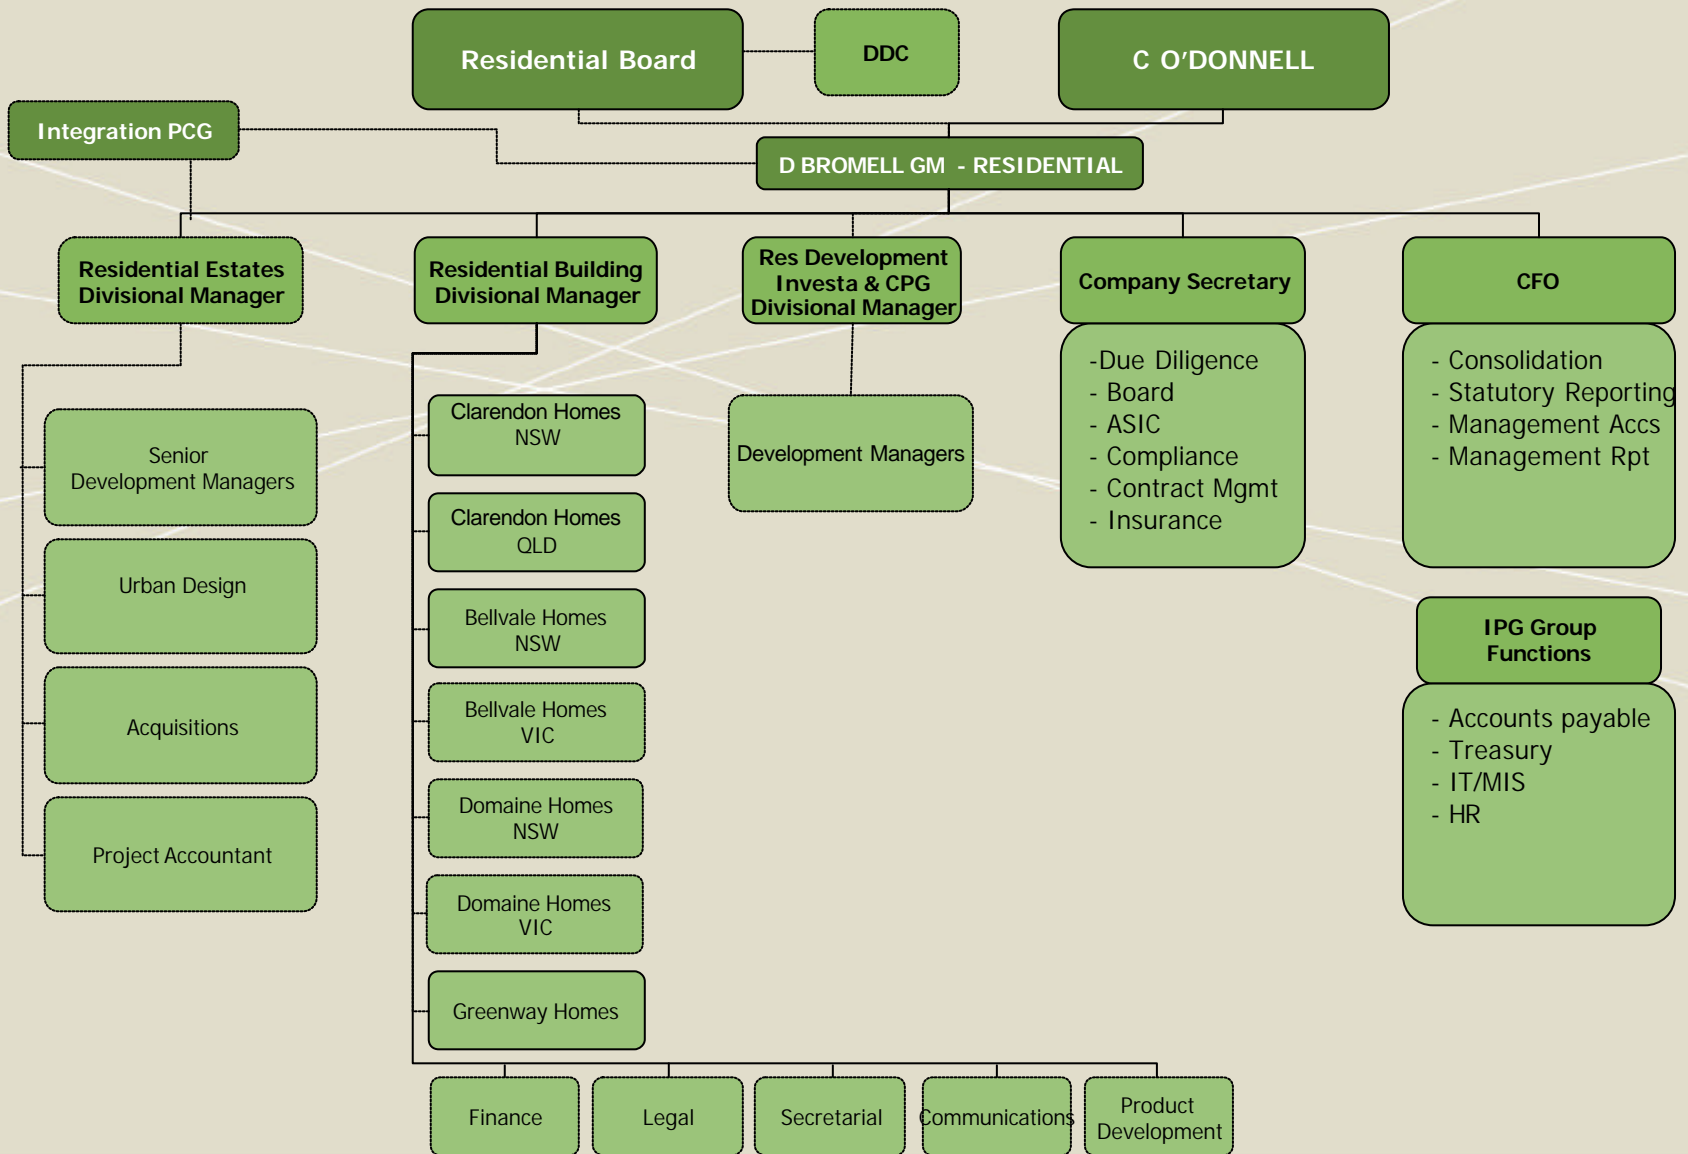 Residential Board
DDC
C O'DONNELL
Integration PCG
D BROMELL GM - RESIDENTIAL
Residential Estates
Divisional Manager
Residential Building
Divisional Manager
Res Development
Investa & CPG
Divisional Manager
Company Secretary
CFO
-Due Diligence
- Board
- ASIC
- Compliance
- Contract Mgmt
- Insurance
- Consolidation
- Statutory Reporting
- Management Accs
- Management Rpt
Senior
Development Managers
Urban Design
Acquisitions
Project Accountant
Clarendon Homes
NSW
Clarendon Homes
QLD
Bellvale Homes
NSW
Bellvale Homes
VIC
Domaine Homes
NSW
Domaine Homes
VIC
Greenway Homes
Development Managers
IPG Group
Functions
- Accounts payable
- Treasury
- IT/MIS
- HR
Finance
Legal
Secretarial
Communications
Product
Development